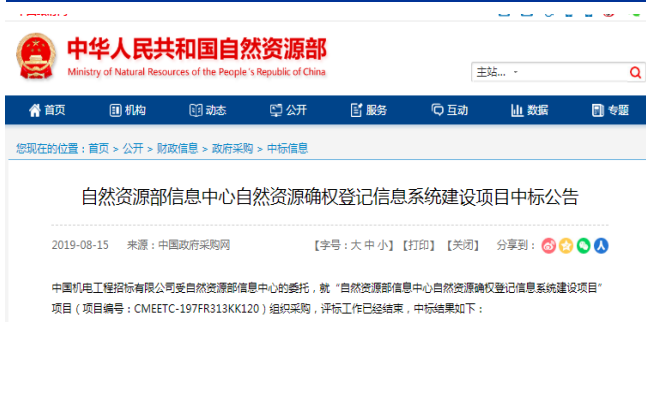 中华人民共和国自然资源部
Ministry of Natural Resources of the People's Republic of China
主站...
首页 机构 动态 公开 服务 互动 数据 专题
您现在的位置：首页 > 公开 > 财政信息 > 政府采购 > 中标信息
自然资源部信息中心自然资源确权登记信息系统建设项目中标公告
2019-08-15 来源：中国政府采购网 【字号：大 中 小】【打印】【关闭】 分享到：
中国机电工程招标有限公司受自然资源部信息中心的委托，就“自然资源部信息中心自然资源确权登记信息系统建设项目”
项目（项目编号：CMEETC-197FR313KK120）组织采购，评标工作已经结束，中标结果如下：